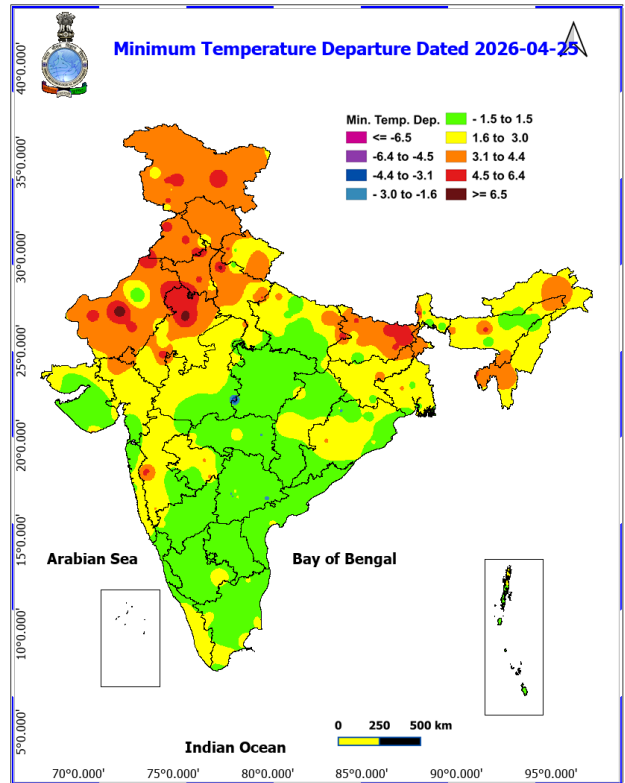 Minimum Temperature Departure Dated 2026-04-25
Min. Temp. Dep.
<= -6.5
-6.4 to -4.5
-4.4 to -3.1
- 3.0 to -1.6
- 1.5 to 1.5
1.6 to 3.0
3.1 to 4.4
4.5 to 6.4
>= 6.5
40°0.000'
35°0.000'
30°0.000'
25°0.000'
20°0.000'
15°0.000'
10°0.000'
5°0.000'
Arabian Sea
Bay of Bengal
Indian Ocean
0 250 500 km
70°0.000' 75°0.000' 80°0.000' 85°0.000' 90°0.000' 95°0.000'